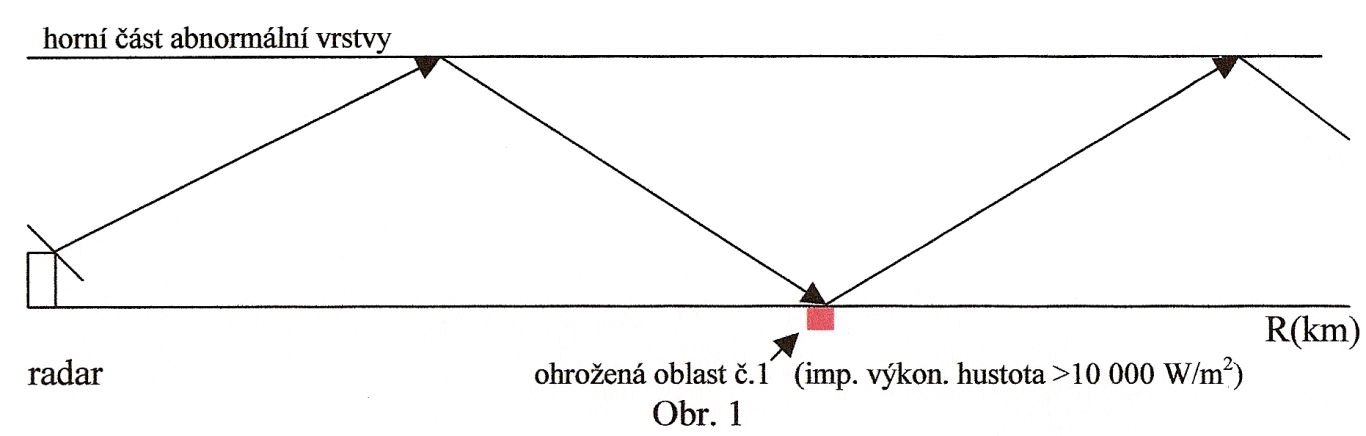 horní část abnormální vrstvy
R(km)
radar
ohrožená oblast č.1 (imp. výkon. hustota >10 000 W/m²)
Obr. 1